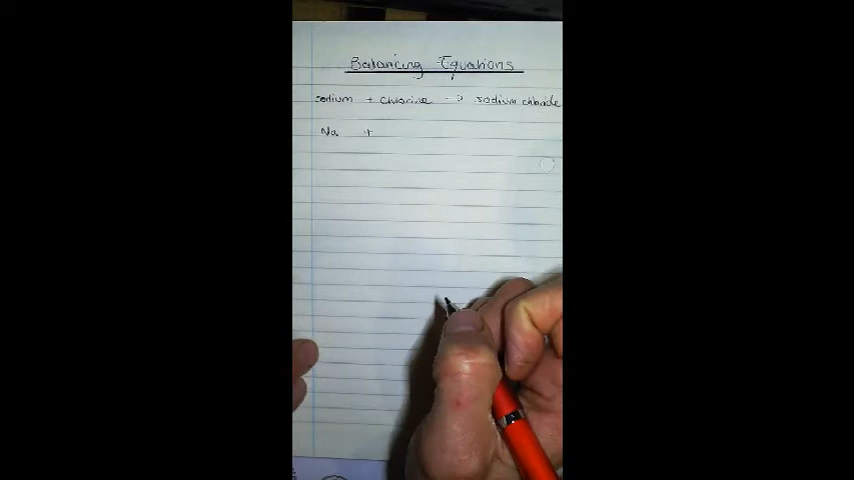 Balancing Equations
sodium + chlorine -> sodium chloride
Na +